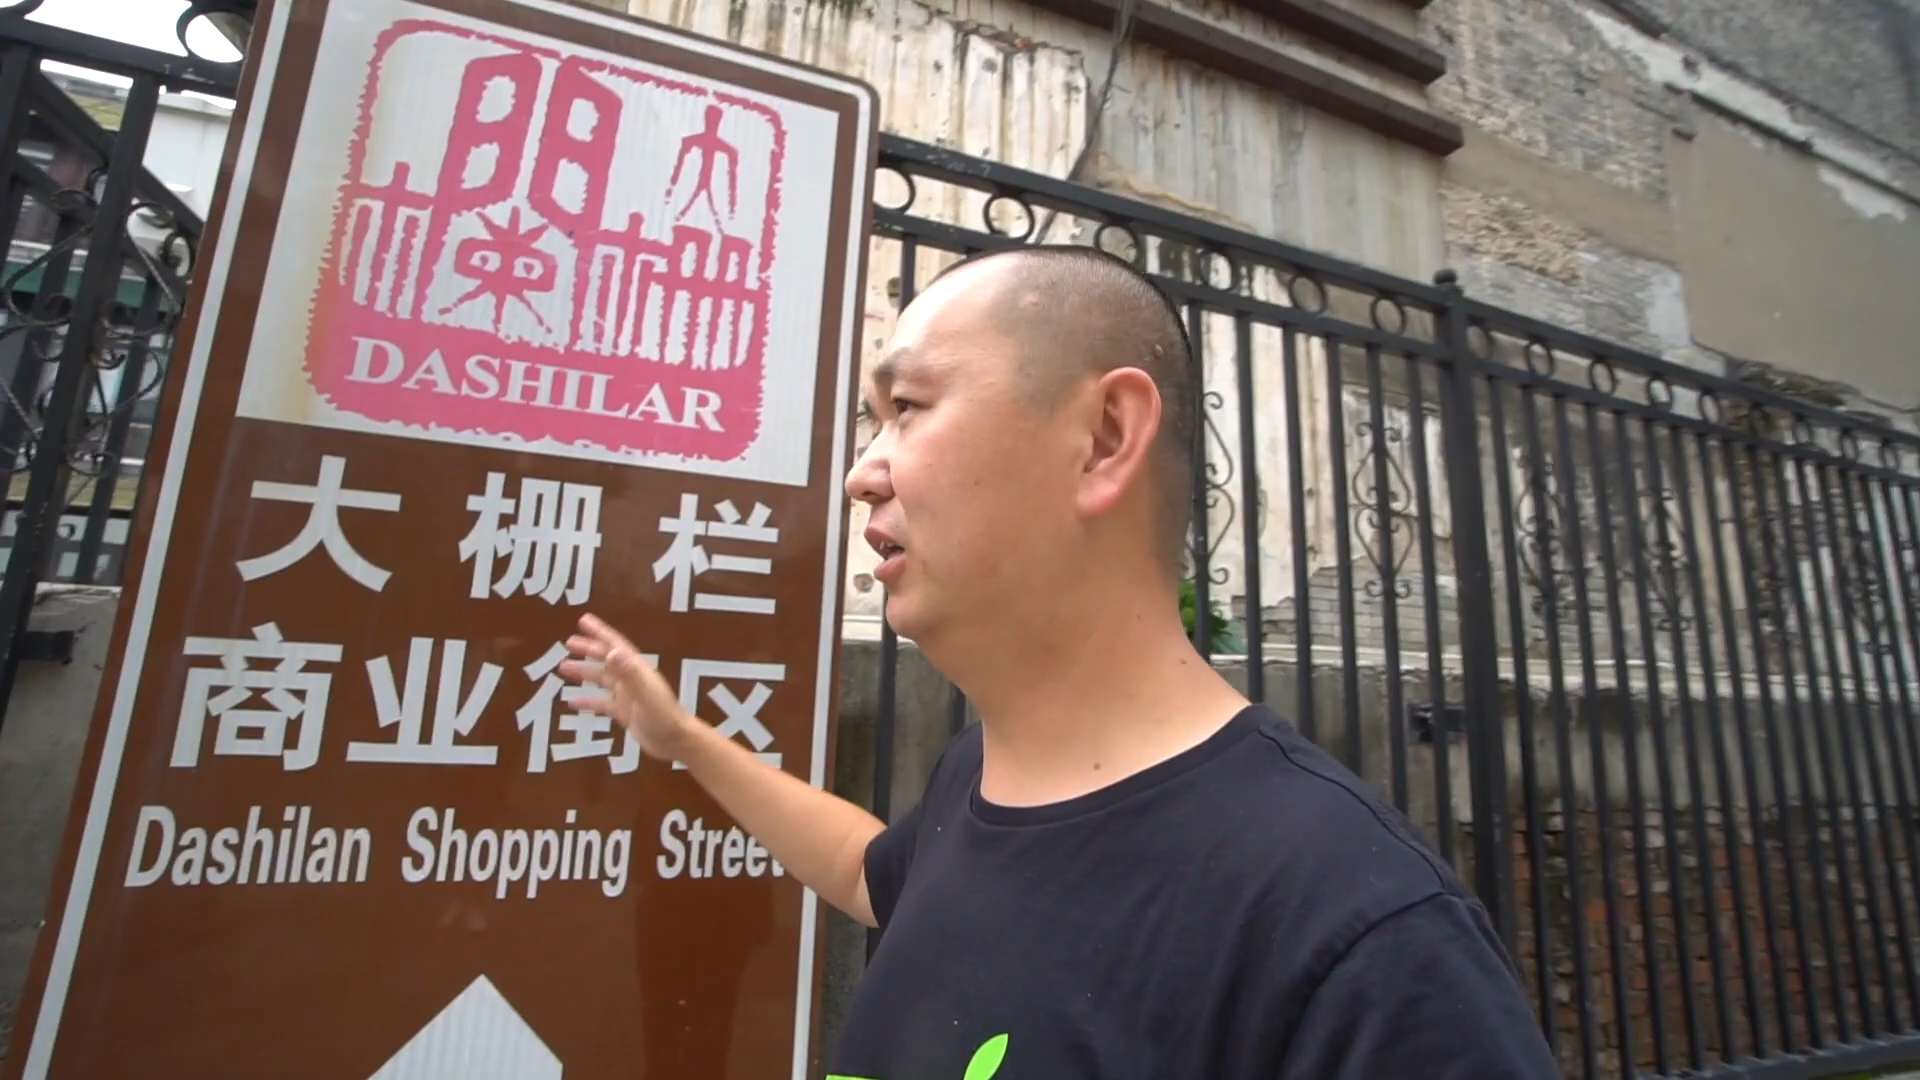 DASHILAR
大栅栏
商业街区
Dashilan Shopping Street